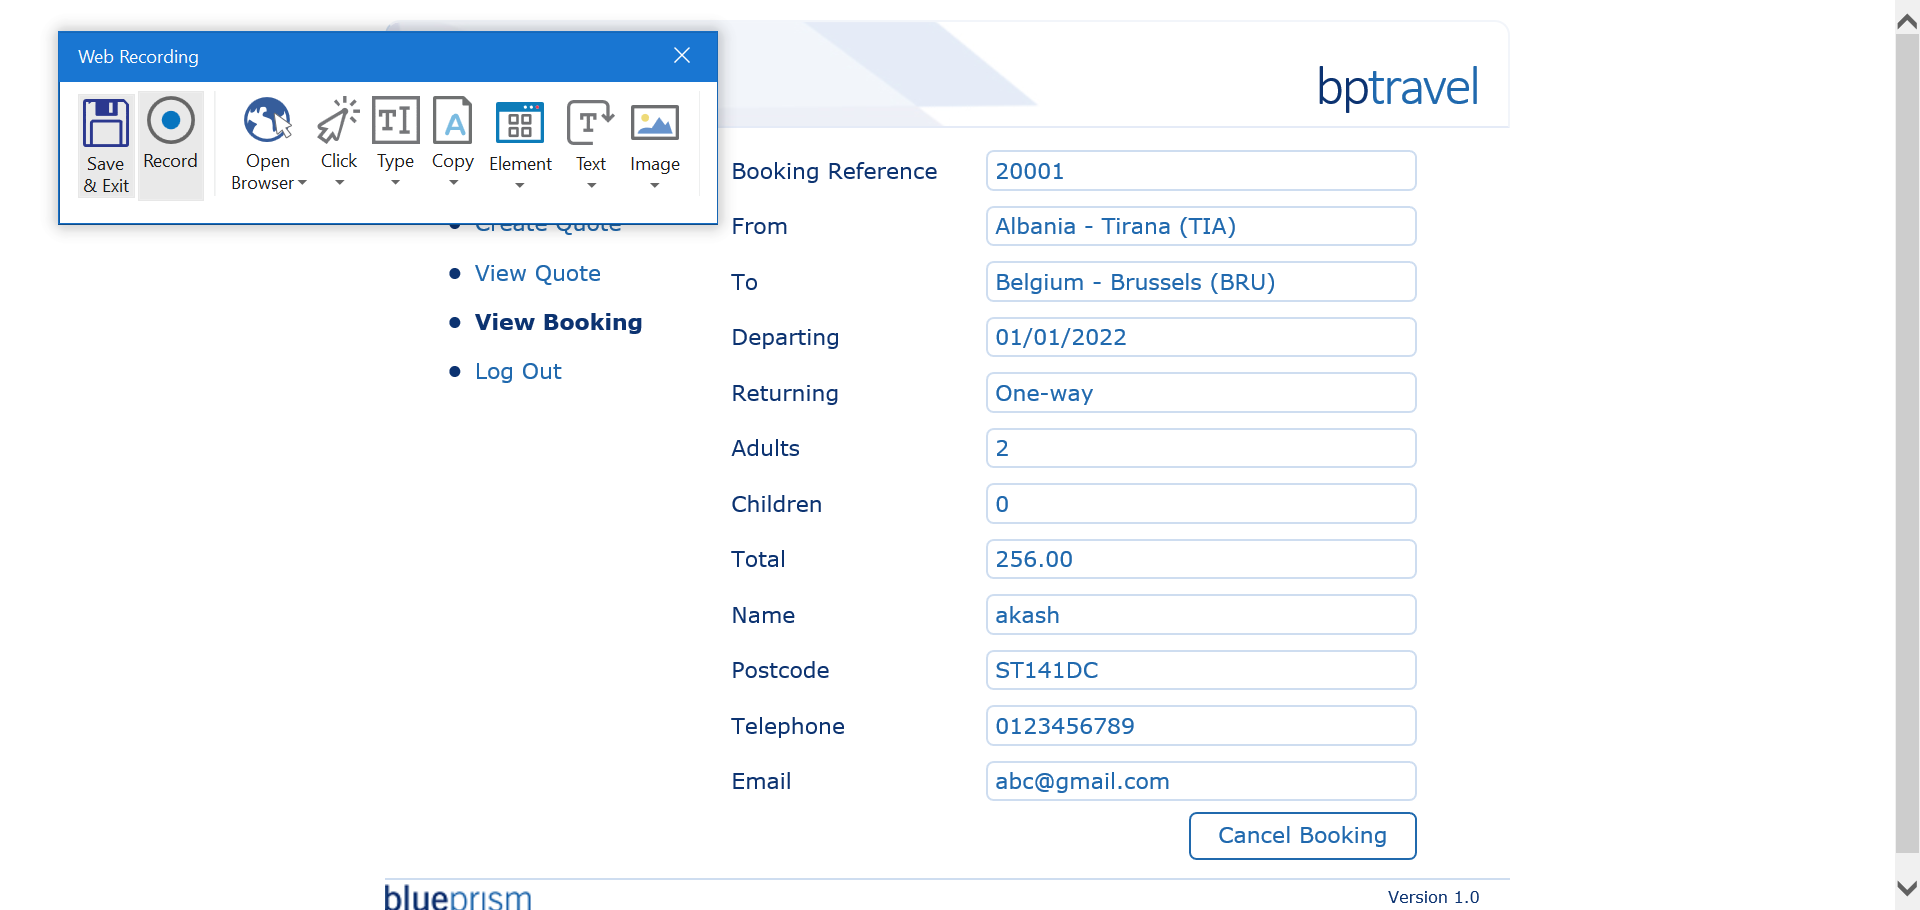 Web Recording
Save & Exit
Record
Open Browser
Click
Type
Copy
Element
Text
Image
bptravel
Create Quote
View Quote
View Booking
Log Out
Booking Reference 20001
From Albania - Tirana (TIA)
To Belgium - Brussels (BRU)
Departing 01/01/2022
Returning One-way
Adults 2
Children 0
Total 256.00
Name akash
Postcode ST141DC
Telephone 0123456789
Email abc@gmail.com
Cancel Booking
blueprism
Version 1.0